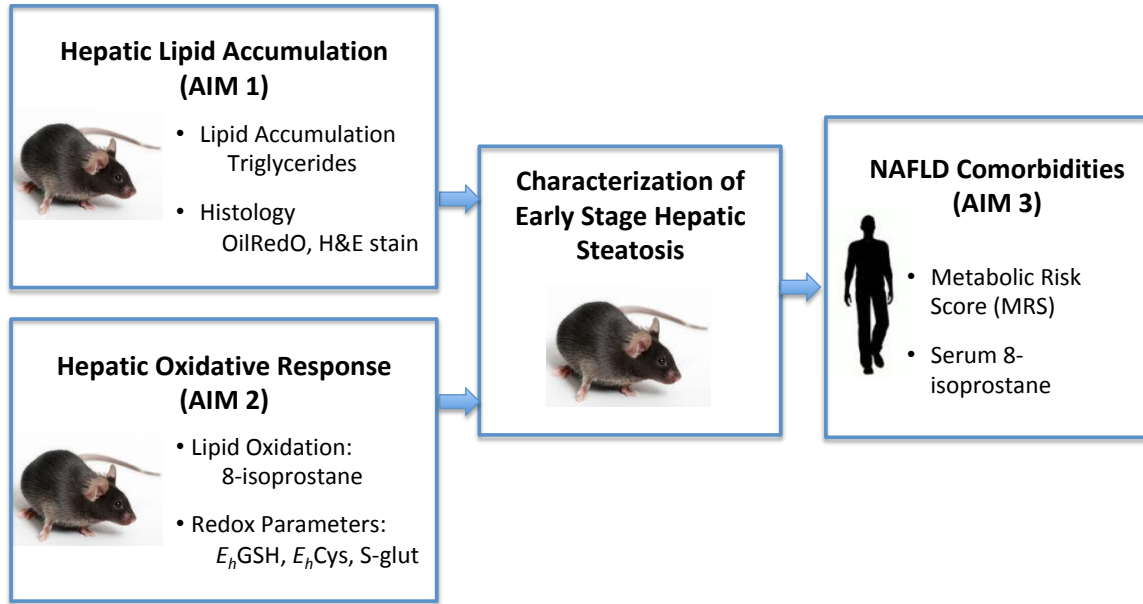 Hepatic Lipid Accumulation
(AIM 1)
• Lipid Accumulation
Triglycerides
• Histology
OilRedO, H&E stain
Hepatic Oxidative Response
(AIM 2)
• Lipid Oxidation:
8-isoprostane
• Redox Parameters:
EhGSH, EhCys, S-glut
Characterization of
Early Stage Hepatic
Steatosis
NAFLD Comorbidities
(AIM 3)
• Metabolic Risk
Score (MRS)
• Serum 8-
isoprostane